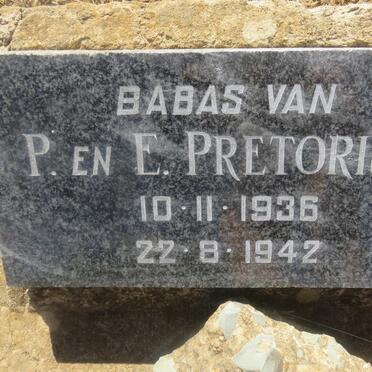 BABAS VAN
P. EN E. PRETORI
10·11·1936
22·8·1942